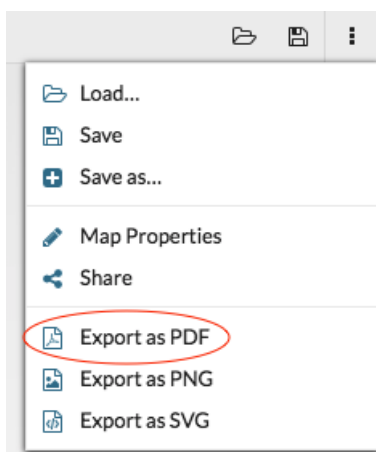 Load...
Save
Save as...
Map Properties
Share
Export as PDF
Export as PNG
Export as SVG